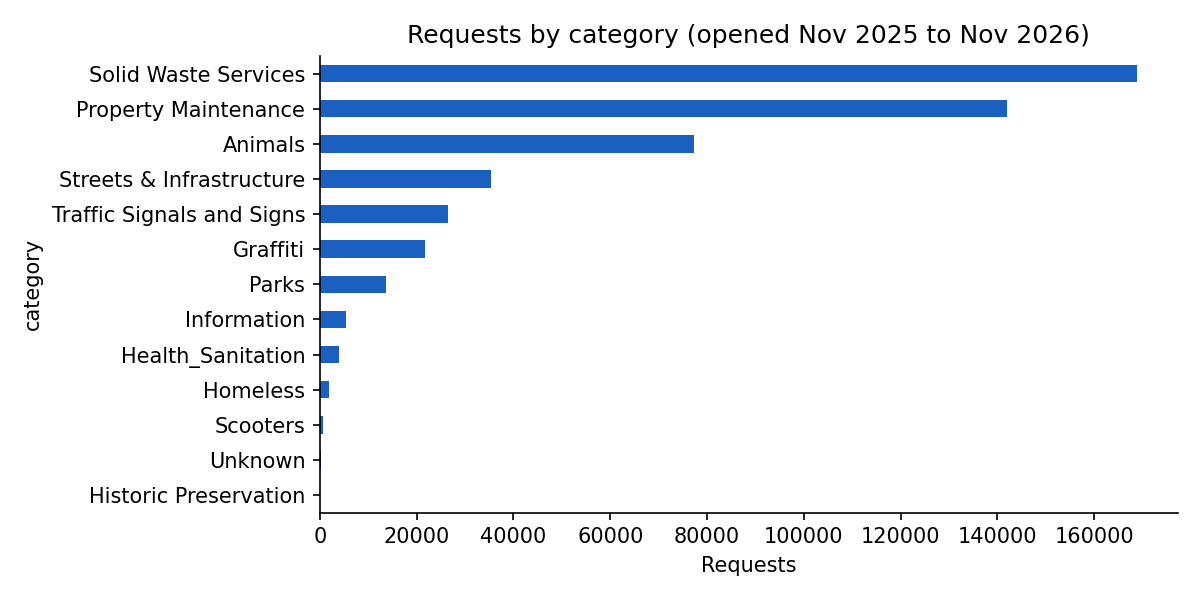 Requests by category (opened Nov 2025 to Nov 2026)
category
Solid Waste Services
Property Maintenance
Animals
Streets & Infrastructure
Traffic Signals and Signs
Graffiti
Parks
Information
Health_Sanitation
Homeless
Scooters
Unknown
Historic Preservation
0 20000 40000 60000 80000 100000 120000 140000 160000
Requests